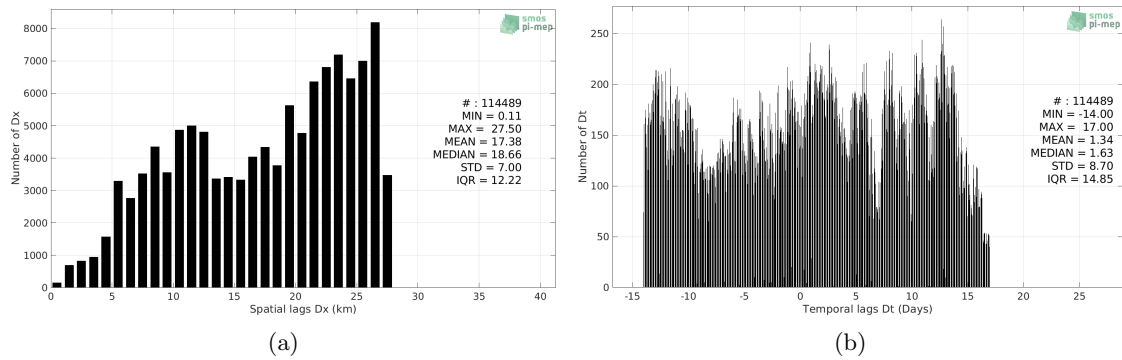 8000
7000
6000
5000
4000
3000
2000
1000
0
Number of Dx
0 5 10 15 20 25 30 35 40
Spatial lags Dx (km)
smos
pi-mep
# : 114489
MIN = 0.11
MAX = 27.50
MEAN = 17.38
MEDIAN = 18.66
STD = 7.00
IQR = 12.22
(a)
250
200
150
100
50
0
Number of Dt
-15 -10 -5 0 5 10 15 20 25
Temporal lags Dt (Days)
smos
pi-mep
# : 114489
MIN = -14.00
MAX = 17.00
MEAN = 1.34
MEDIAN = 1.63
STD = 8.70
IQR = 14.85
(b)